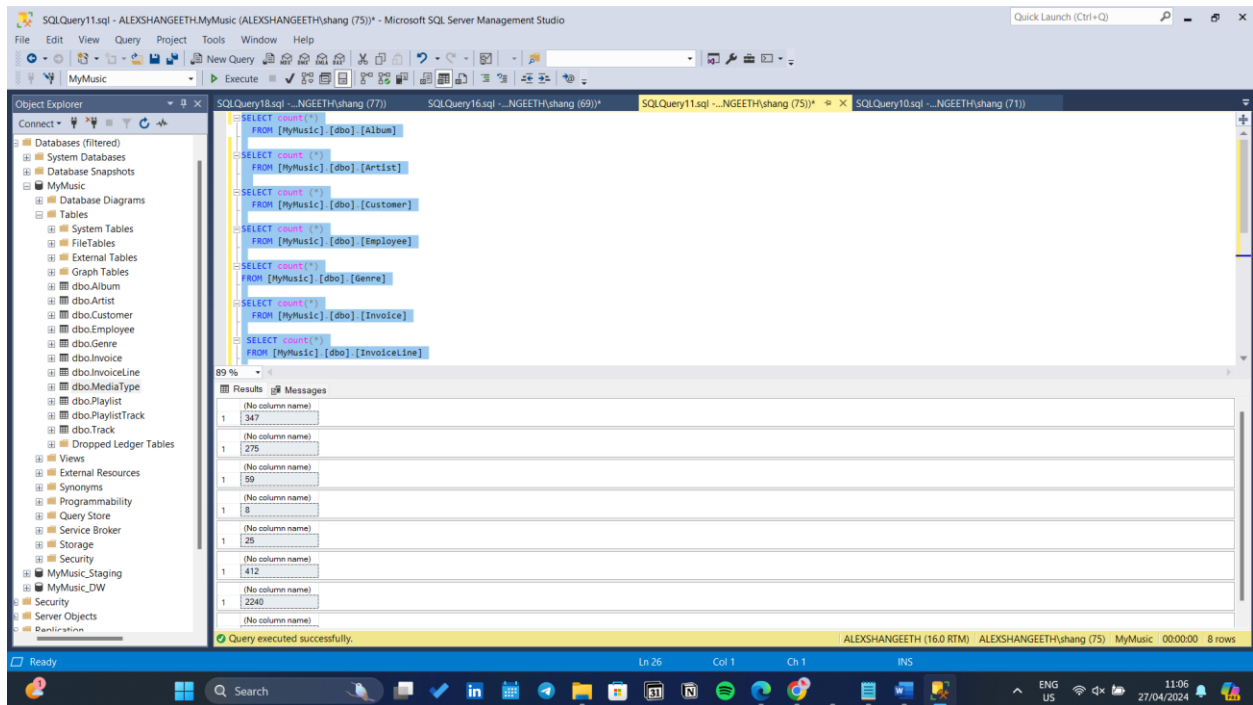 SQLQuery11.sql - ALEXSHANGEETH.MyMusic (ALEXSHANGEETH\shang (75))* - Microsoft SQL Server Management Studio
Quick Launch (Ctrl+Q)
File Edit View Query Project Tools Window Help
New Query
MyMusic
Execute
Object Explorer
SQLQuery18.sql -...NGEETH\shang (77))
SQLQuery16.sql -...NGEETH\shang (69))*
SQLQuery11.sql -...NGEETH\shang (75))*
SQLQuery10.sql -...NGEETH\shang (71))
Connect
Databases (filtered)
System Databases
Database Snapshots
MyMusic
Database Diagrams
Tables
System Tables
FileTables
External Tables
Graph Tables
dbo.Album
dbo.Artist
dbo.Customer
dbo.Employee
dbo.Genre
dbo.Invoice
dbo.InvoiceLine
dbo.MediaType
dbo.Playlist
dbo.PlaylistTrack
dbo.Track
Dropped Ledger Tables
Views
External Resources
Synonyms
Programmability
Query Store
Service Broker
Storage
Security
MyMusic_Staging
MyMusic_DW
Security
Server Objects
Replication
SELECT count(*)
FROM [MyMusic].[dbo].[Album]
SELECT count (*)
FROM [MyMusic].[dbo].[Artist]
SELECT count (*)
FROM [MyMusic].[dbo].[Customer]
SELECT count (*)
FROM [MyMusic].[dbo].[Employee]
SELECT count(*)
FROM [MyMusic].[dbo].[Genre]
SELECT count(*)
FROM [MyMusic].[dbo].[Invoice]
SELECT count(*)
FROM [MyMusic].[dbo].[InvoiceLine]
89 %
Results Messages
(No column name)
1 347
(No column name)
1 275
(No column name)
1 59
(No column name)
1 8
(No column name)
1 25
(No column name)
1 412
(No column name)
1 2240
(No column name)
Query executed successfully.
ALEXSHANGEETH (16.0 RTM) ALEXSHANGEETH\shang (75) MyMusic 00:00:00 8 rows
Ready
Ln 26 Col 1 Ch 1 INS
Search
ENG
US
11:06
27/04/2024